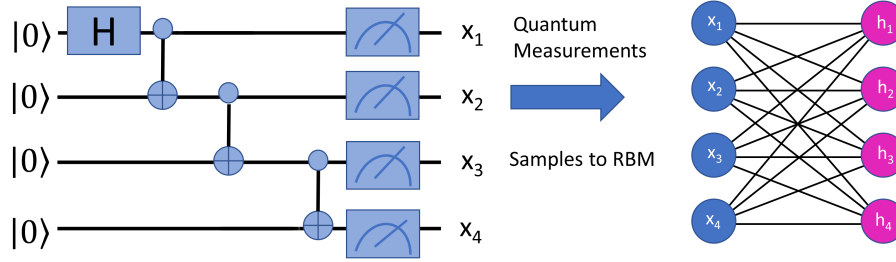 |0⟩ H x1
|0⟩ x2
|0⟩ x3
|0⟩ x4
Quantum
Measurements
Samples to RBM
x1 h1
x2 h2
x3 h3
x4 h4